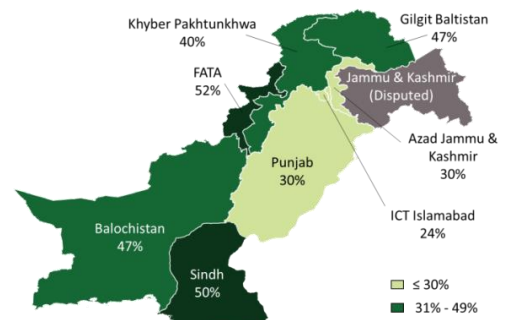 Khyber Pakhtunkhwa
40%
Gilgit Baltistan
47%
FATA
52%
Jammu & Kashmir
(Disputed)
Azad Jammu &
Kashmir
30%
Punjab
30%
ICT Islamabad
24%
Balochistan
47%
Sindh
50%
≤ 30%
31% - 49%